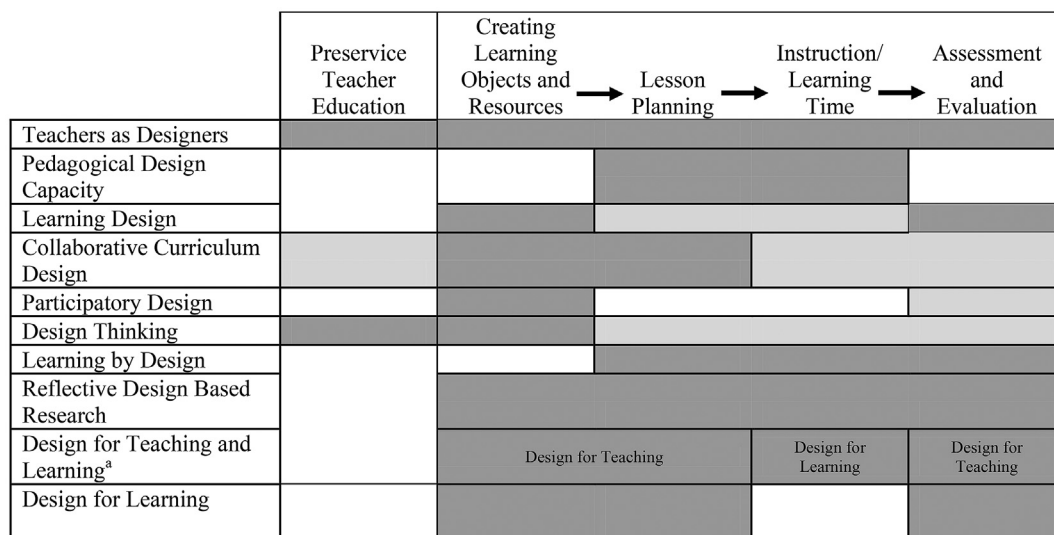 Preservice
Teacher
Education
Creating
Learning
Objects and
Resources
Lesson
Planning
Instruction/
Learning
Time
Assessment
and
Evaluation
Teachers as Designers
Pedagogical Design
Capacity
Learning Design
Collaborative Curriculum
Design
Participatory Design
Design Thinking
Learning by Design
Reflective Design Based
Research
Design for Teaching and
Learningª
Design for Teaching
Design for
Learning
Design for
Teaching
Design for Learning